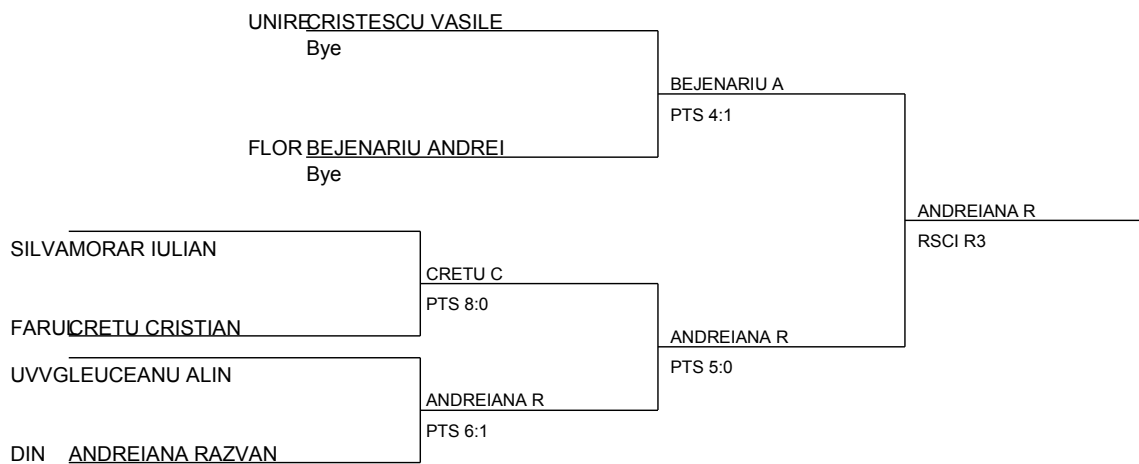 UNIRE CRISTESCU VASILE
Bye
BEJENARIU A
PTS 4:1
FLOR BEJENARIU ANDREI
Bye
ANDREIANA R
RSCI R3
SILVA MORAR IULIAN
CRETU C
PTS 8:0
FARUL CRETU CRISTIAN
ANDREIANA R
PTS 5:0
UVVG LEUCEANU ALIN
ANDREIANA R
PTS 6:1
DIN ANDREIANA RAZVAN